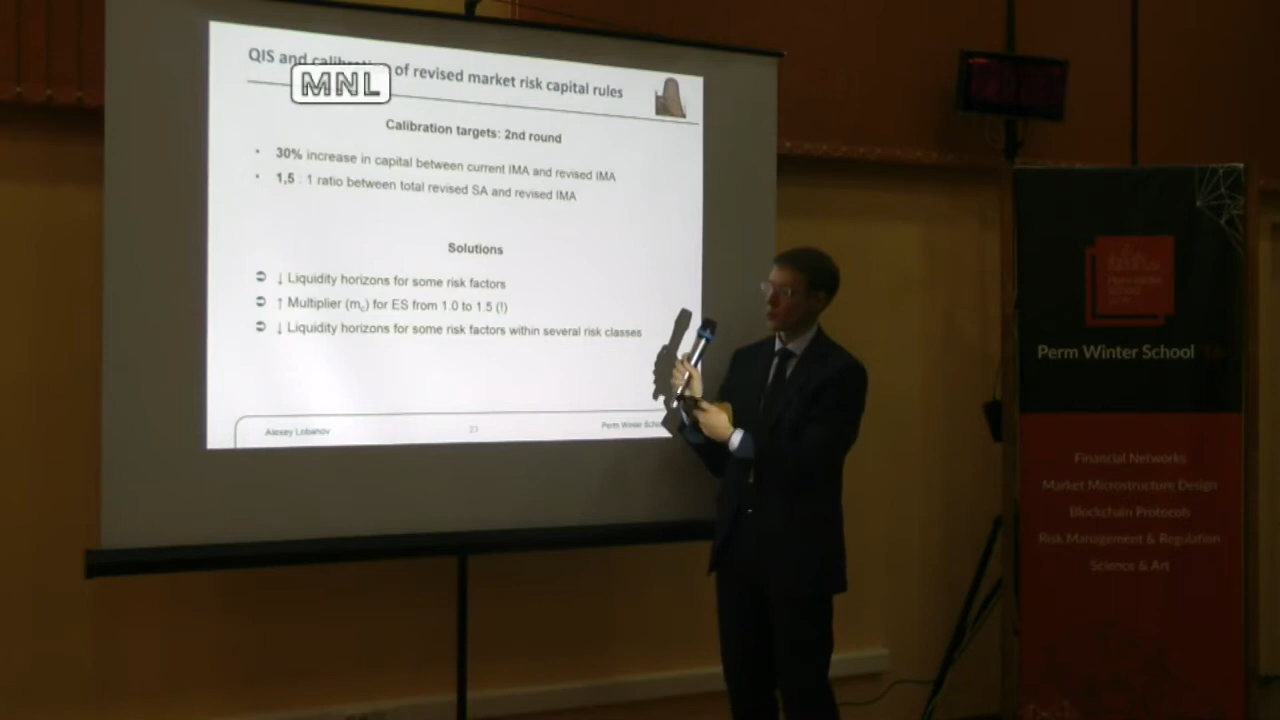 QIS and calibration of revised market risk capital rules
MNL
Calibration targets: 2nd round
• 30% increase in capital between current IMA and revised IMA
• 1,5 : 1 ratio between total revised SA and revised IMA
Solutions
➲ ↓ Liquidity horizons for some risk factors
➲ ↑ Multiplier (mc) for ES from 1.0 to 1.5 (!)
➲ ↓ Liquidity horizons for some risk factors within several risk classes
Alexey Lobanov
23
Perm Winter
Perm Winter School
Financial Networks
Market Microstructure Design
Blockchain Protocols
Risk Management & Regulation
Science & Art